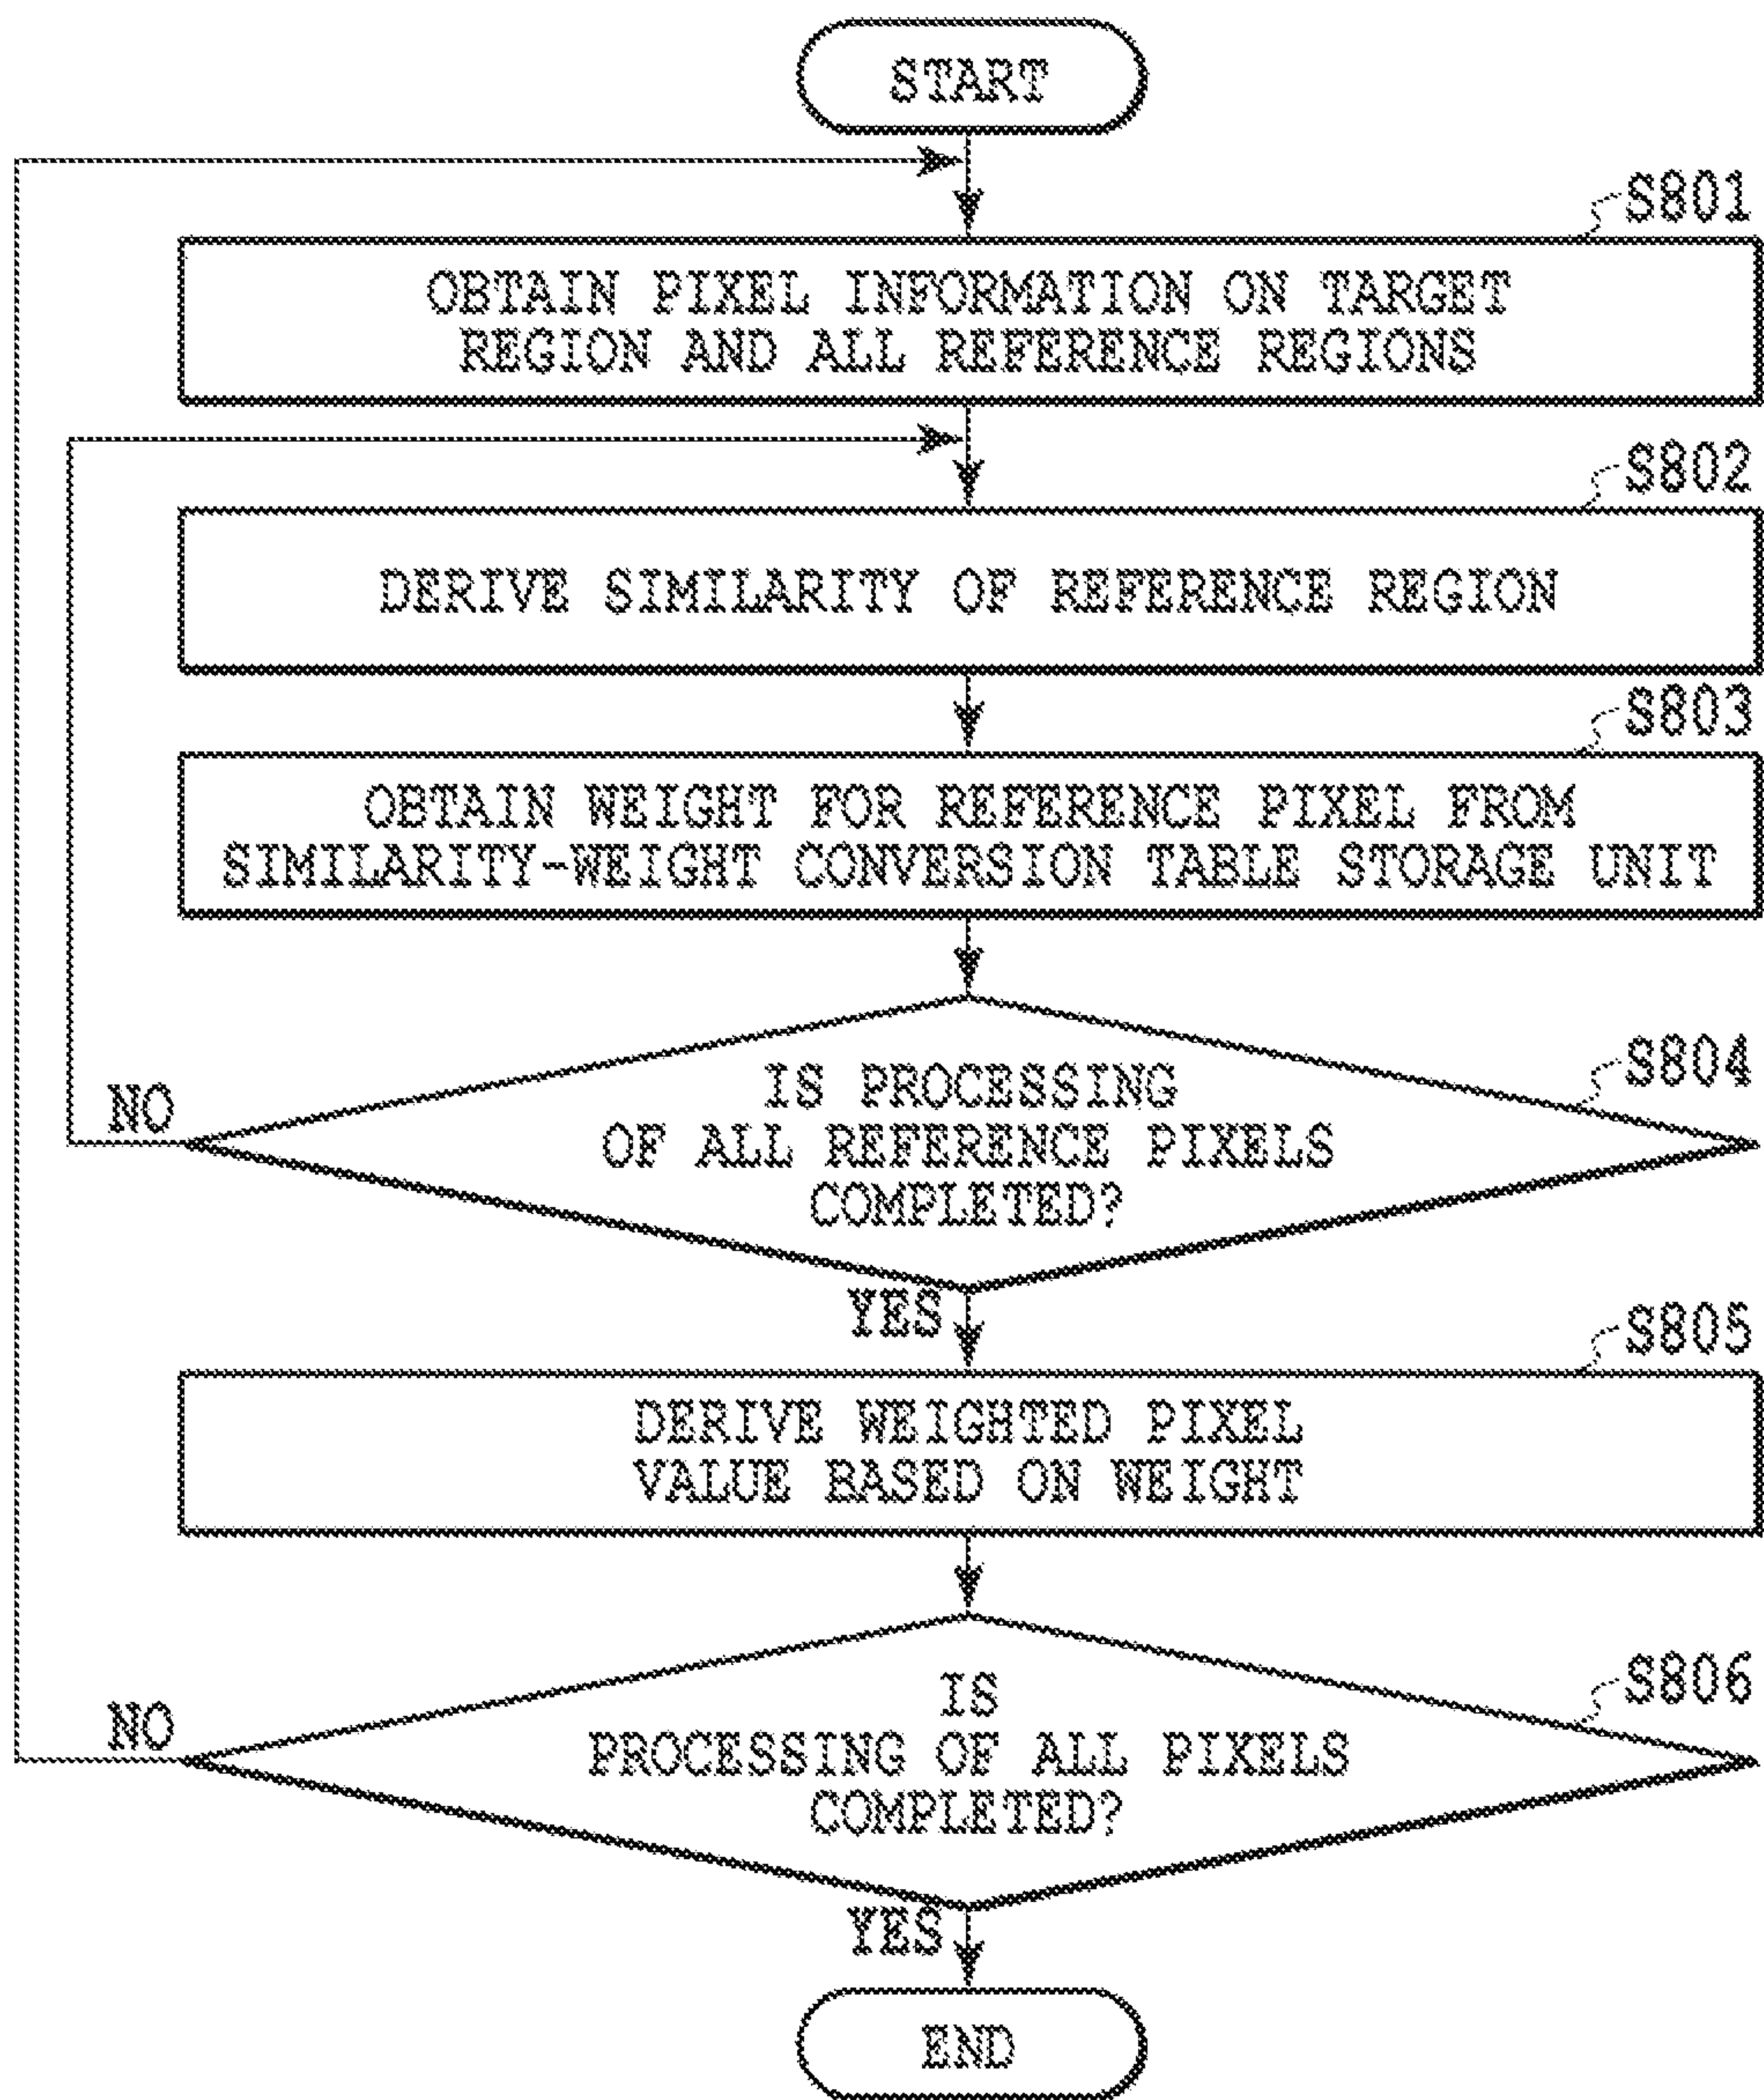 START
S801
OBTAIN PIXEL INFORMATION ON TARGET
REGION AND ALL REFERENCE REGIONS
S802
DERIVE SIMILARITY OF REFERENCE REGION
S803
OBTAIN WEIGHT FOR REFERENCE PIXEL FROM
SIMILARITY-WEIGHT CONVERSION TABLE STORAGE UNIT
S804
IS PROCESSING
OF ALL REFERENCE PIXELS
COMPLETED?
NO
YES
S805
DERIVE WEIGHTED PIXEL
VALUE BASED ON WEIGHT
S806
IS
PROCESSING OF ALL PIXELS
COMPLETED?
NO
YES
END